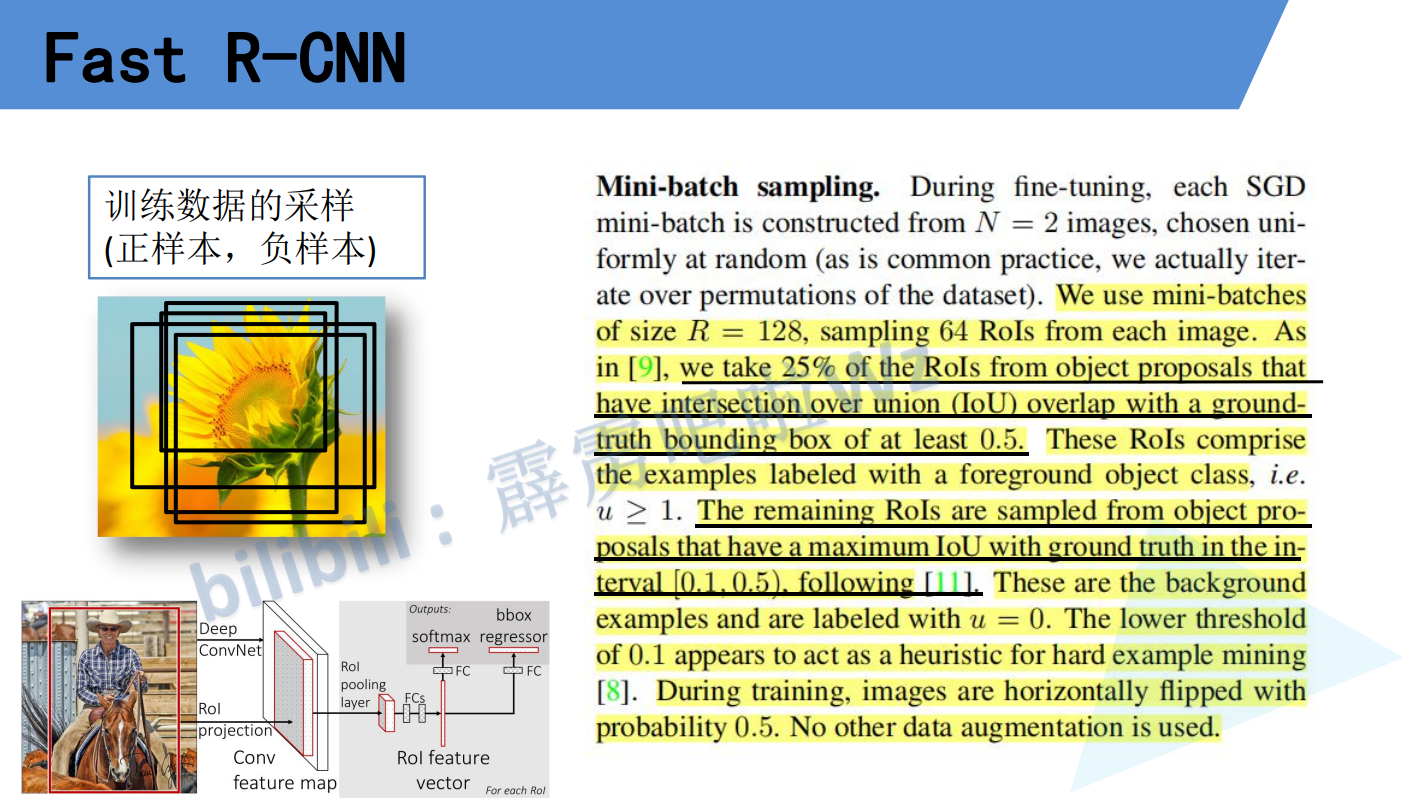 Fast R-CNN
训练数据的采样
(正样本，负样本)
Mini-batch sampling. During fine-tuning, each SGD
mini-batch is constructed from N = 2 images, chosen uni-
formly at random (as is common practice, we actually iter-
ate over permutations of the dataset). We use mini-batches
of size R = 128, sampling 64 RoIs from each image. As
in [9], we take 25% of the RoIs from object proposals that
have intersection over union (IoU) overlap with a ground-
truth bounding box of at least 0.5. These RoIs comprise
the examples labeled with a foreground object class, i.e.
u ≥ 1. The remaining RoIs are sampled from object pro-
posals that have a maximum IoU with ground truth in the in-
terval [0.1, 0.5), following [11]. These are the background
examples and are labeled with u = 0. The lower threshold
of 0.1 appears to act as a heuristic for hard example mining
[8]. During training, images are horizontally flipped with
probability 0.5. No other data augmentation is used.
bilibili：霹雳吧啦Wz
Deep
ConvNet
RoI
projection
Conv
feature map
RoI
pooling
layer
FCs
RoI feature
vector
Outputs:
softmax
bbox
regressor
FC
FC
For each RoI